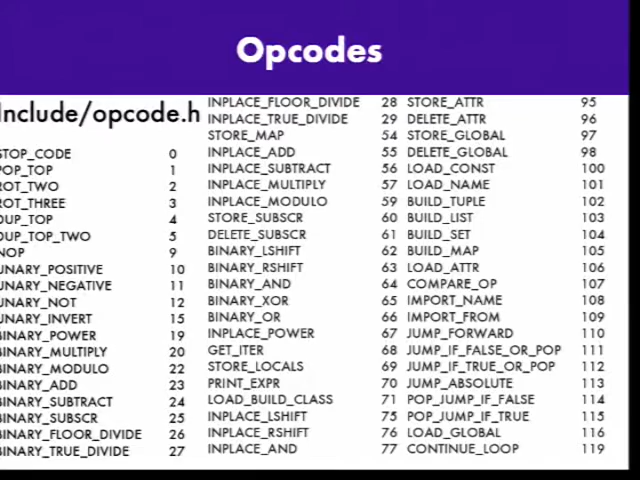 Opcodes
Include/opcode.h
STOP_CODE 0
POP_TOP 1
ROT_TWO 2
ROT_THREE 3
DUP_TOP 4
DUP_TOP_TWO 5
NOP 9
UNARY_POSITIVE 10
UNARY_NEGATIVE 11
UNARY_NOT 12
UNARY_INVERT 15
BINARY_POWER 19
BINARY_MULTIPLY 20
BINARY_MODULO 22
BINARY_ADD 23
BINARY_SUBTRACT 24
BINARY_SUBSCR 25
BINARY_FLOOR_DIVIDE 26
BINARY_TRUE_DIVIDE 27
INPLACE_FLOOR_DIVIDE 28
INPLACE_TRUE_DIVIDE 29
STORE_MAP 54
INPLACE_ADD 55
INPLACE_SUBTRACT 56
INPLACE_MULTIPLY 57
INPLACE_MODULO 59
STORE_SUBSCR 60
DELETE_SUBSCR 61
BINARY_LSHIFT 62
BINARY_RSHIFT 63
BINARY_AND 64
BINARY_XOR 65
BINARY_OR 66
INPLACE_POWER 67
GET_ITER 68
STORE_LOCALS 69
PRINT_EXPR 70
LOAD_BUILD_CLASS 71
INPLACE_LSHIFT 75
INPLACE_RSHIFT 76
INPLACE_AND 77
STORE_ATTR 95
DELETE_ATTR 96
STORE_GLOBAL 97
DELETE_GLOBAL 98
LOAD_CONST 100
LOAD_NAME 101
BUILD_TUPLE 102
BUILD_LIST 103
BUILD_SET 104
BUILD_MAP 105
LOAD_ATTR 106
COMPARE_OP 107
IMPORT_NAME 108
IMPORT_FROM 109
JUMP_FORWARD 110
JUMP_IF_FALSE_OR_POP 111
JUMP_IF_TRUE_OR_POP 112
JUMP_ABSOLUTE 113
POP_JUMP_IF_FALSE 114
POP_JUMP_IF_TRUE 115
LOAD_GLOBAL 116
CONTINUE_LOOP 119